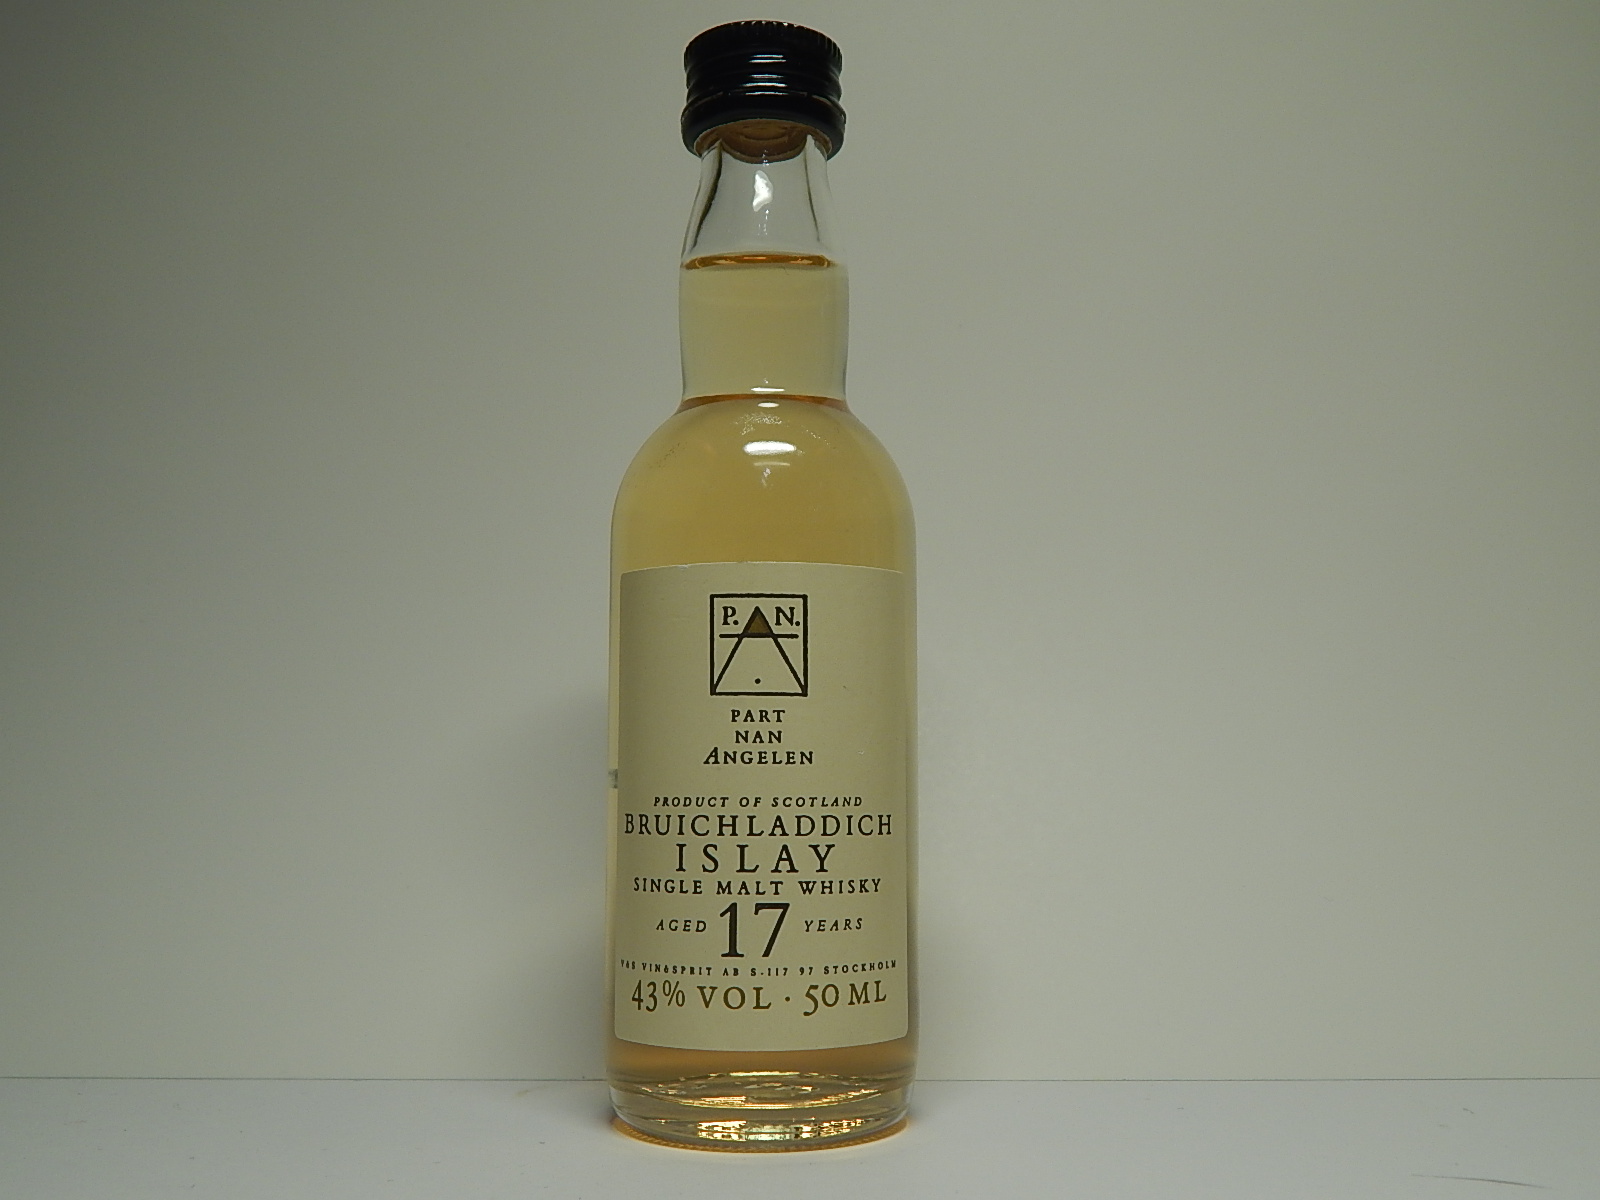 P. A N.
PART
NAN
ANGELEN
PRODUCT OF SCOTLAND
BRUICHLADDICH
ISLAY
SINGLE MALT WHISKY
AGED 17 YEARS
V&S VIN&SPRIT AB S-117 97 STOCKHOLM
43% VOL · 50 ML